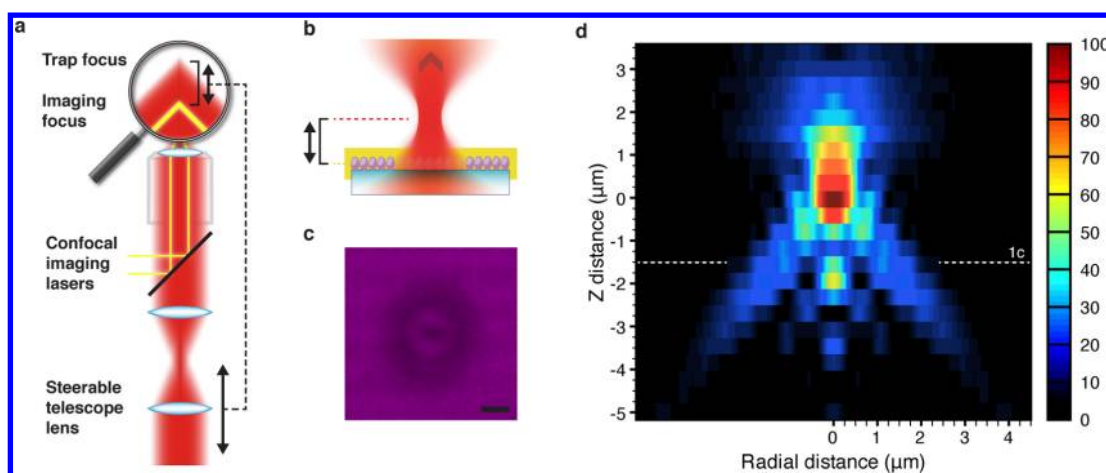 a
Trap focus
Imaging
focus
Confocal
imaging
lasers
Steerable
telescope
lens
b
c
d
3
2
1
0
-1
-2
-3
-4
-5
Z distance (µm)
1c
0 1 2 3 4
Radial distance (µm)
100
90
80
70
60
50
40
30
20
10
0